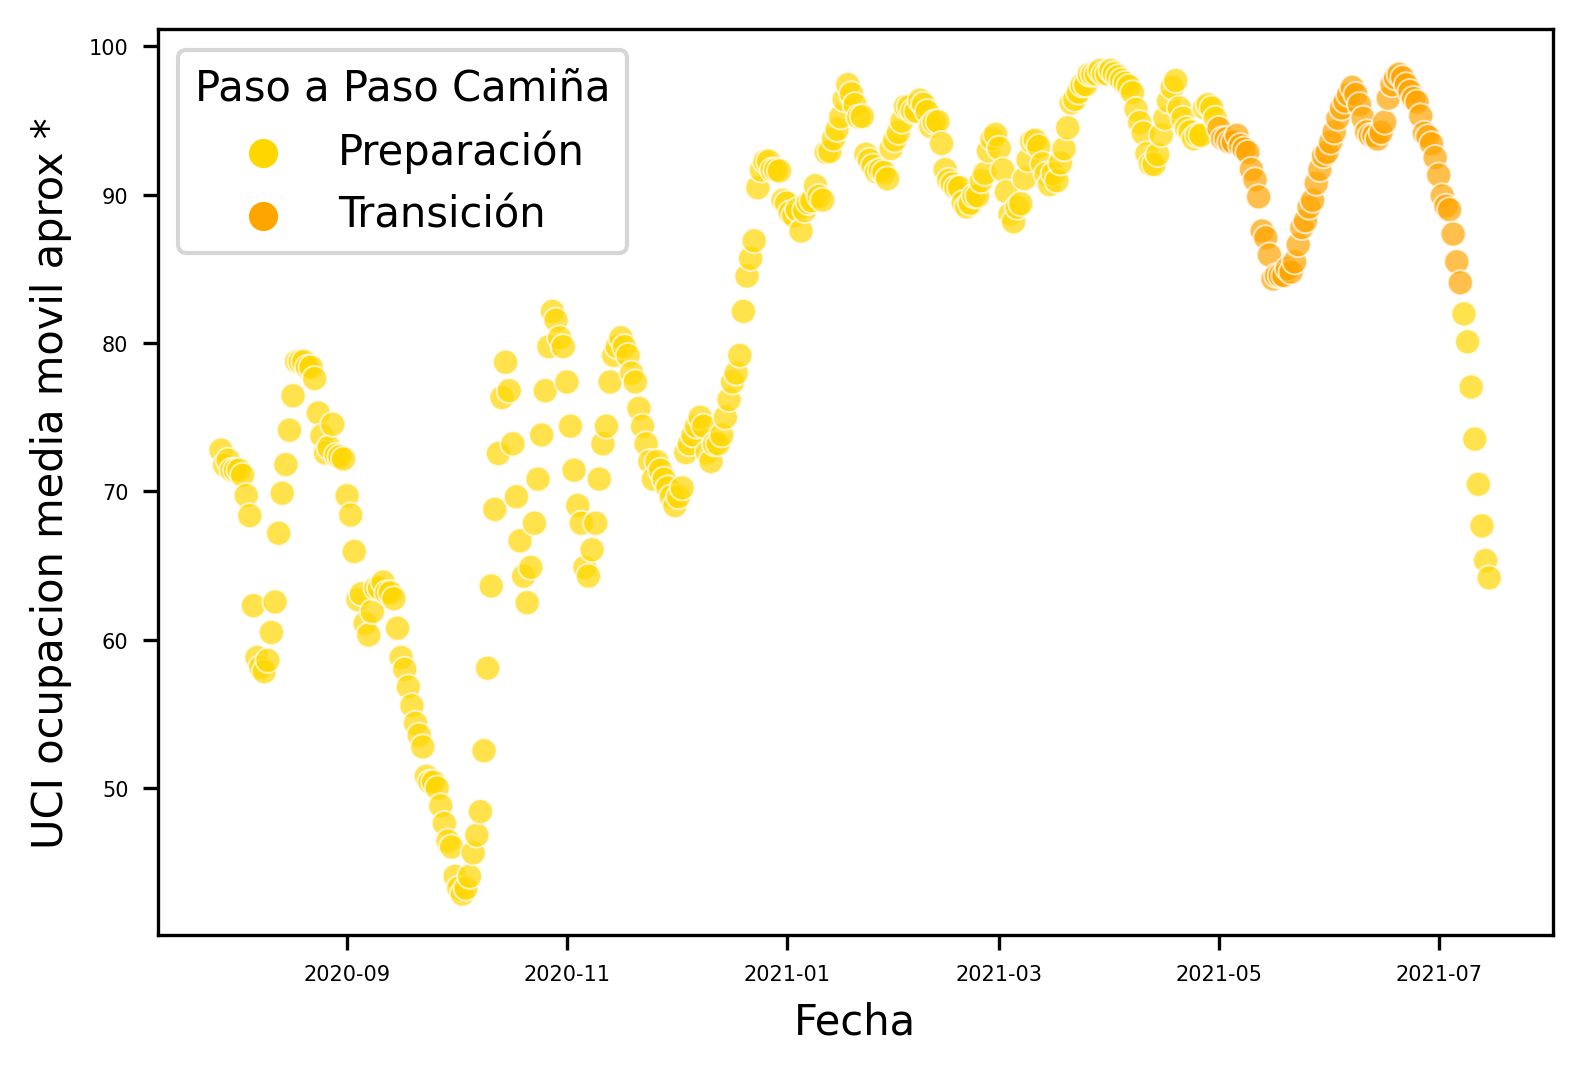 Paso a Paso Camiña
Preparación
Transición
UCI ocupacion media movil aprox *
100
90
80
70
60
50
2020-09
2020-11
2021-01
2021-03
2021-05
2021-07
Fecha